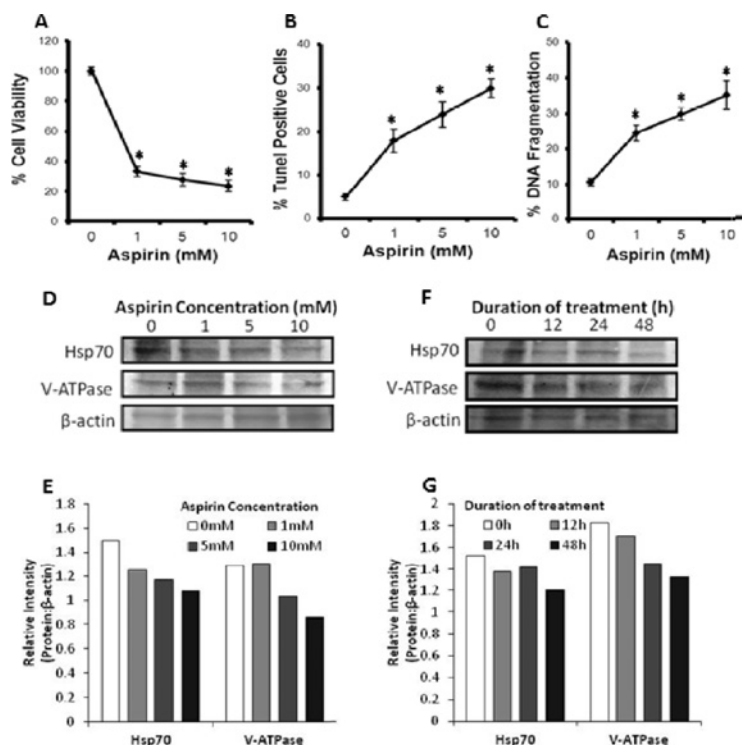 A
B
C
% Cell Viability
120
100
80
60
40
20
0
* * *
0 1 5 10
Aspirin (mM)
% Tunel Positive Cells
40
30
20
10
0
* * *
0 1 5 10
Aspirin (mM)
% DNA Fragmentation
50
40
30
20
10
0
* * *
0 1 5 10
Aspirin (mM)
D
Aspirin Concentration (mM)
0 1 5 10
Hsp70
V-ATPase
β-actin
F
Duration of treatment (h)
0 12 24 48
Hsp70
V-ATPase
β-actin
E
Relative Intensity
(Protein:β-actin)
1.8
1.6
1.4
1.2
1
0.8
0.6
0.4
0.2
0
Aspirin Concentration
0mM 1mM
5mM 10mM
Hsp70 V-ATPase
G
Relative Intensity
(Protein:β-actin)
2
1.8
1.6
1.4
1.2
1
0.8
0.6
0.4
0.2
0
Duration of treatment
0h 12h
24h 48h
Hsp70 V-ATPase